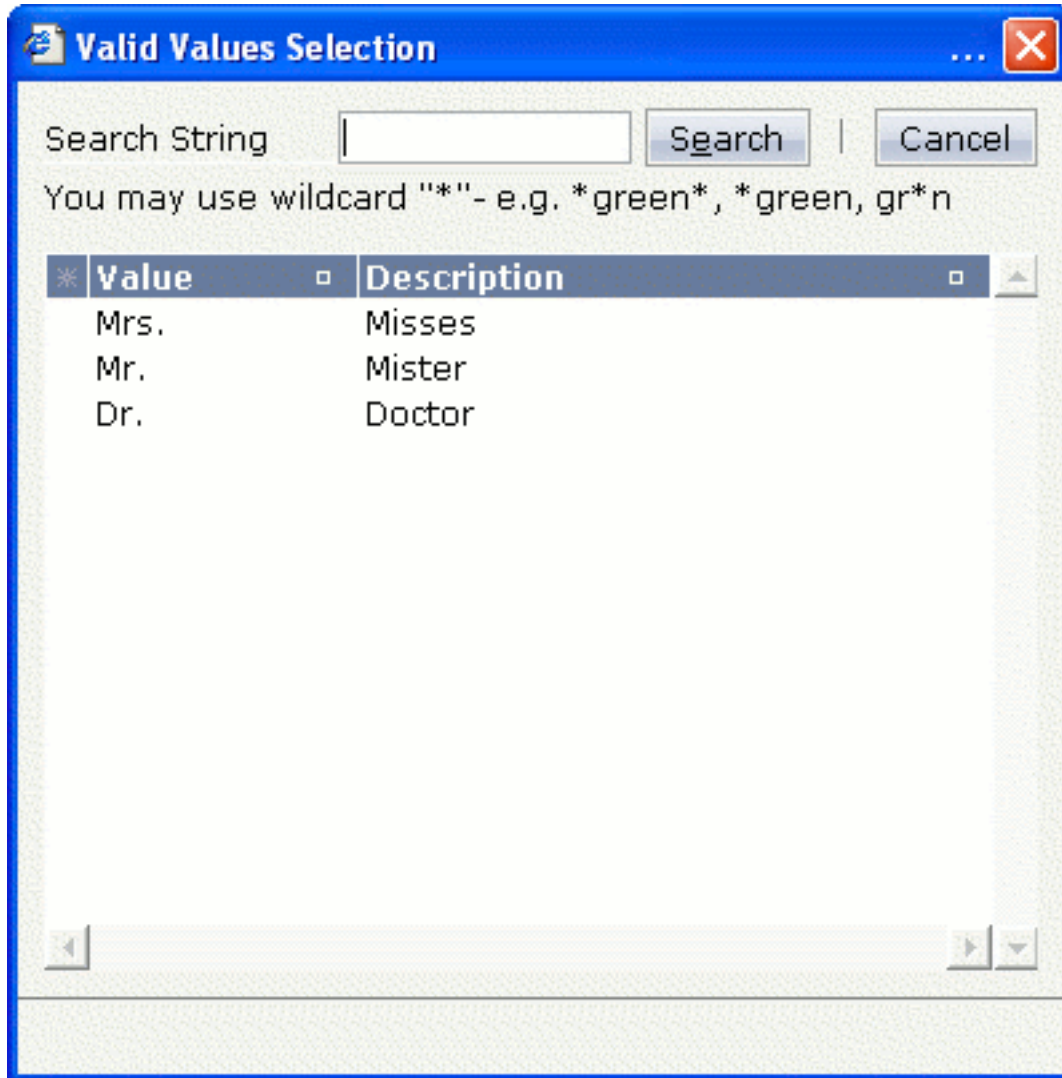 Valid Values Selection ...
Search String Search | Cancel
You may use wildcard "*"- e.g. *green*, *green, gr*n
Value Description
Mrs. Misses
Mr. Mister
Dr. Doctor